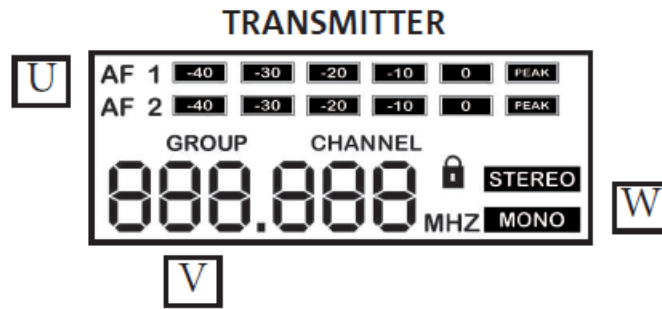 TRANSMITTER
U
AF 1 -40 -30 -20 -10 0 PEAK
AF 2 -40 -30 -20 -10 0 PEAK
GROUP CHANNEL
888.888 MHZ
STEREO
MONO
W
V